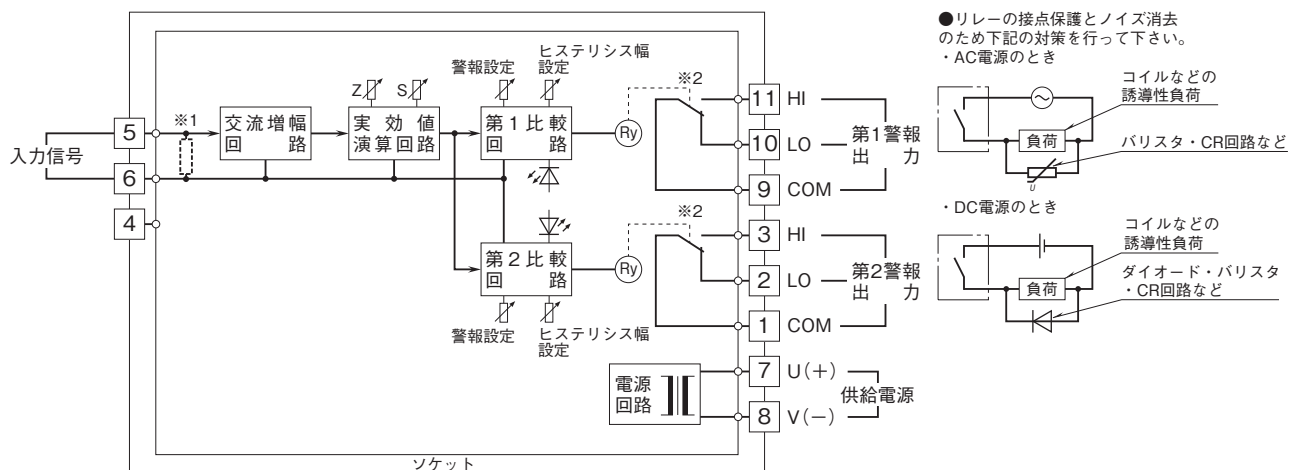 入力信号
5
6
4
※1
交流増幅
回　　路
Z
S
実 効 値
演算回路
警報設定
ヒステリシス幅
設定
第1比較
回　　路
Ry
※2
11 HI
10 LO
9 COM
第1警報
出　　力
第2比較
回　　路
警報設定
ヒステリシス幅
設定
Ry
※2
3 HI
2 LO
1 COM
第2警報
出　　力
電源
回路
7 U(+)
8 V(−)
供給電源
ソケット
●リレーの接点保護とノイズ消去
のため下記の対策を行って下さい。
・AC電源のとき
コイルなどの
誘導性負荷
負荷
バリスタ・CR回路など
U
・DC電源のとき
コイルなどの
誘導性負荷
負荷
ダイオード・バリスタ
・CR回路など